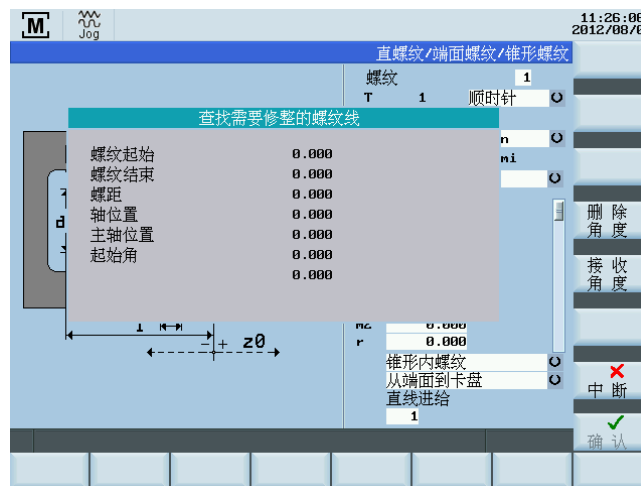 M
Jog
11:26:00
2012/08/0
直螺纹/端面螺纹/锥形螺纹
螺纹 1
T 1 顺时针
查找需要修整的螺纹线
螺纹起始 0.000
螺纹结束 0.000
螺距 0.000
轴位置 0.000
主轴位置 0.000
起始角 0.000
0.000
n
mi
d
删除
角度
接收
角度
l
z0
0.000
r 0.000
锥形内螺纹
从端面到卡盘
直线进给
1
中断
确认